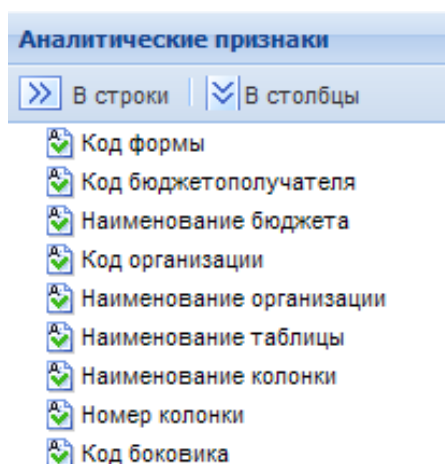 Аналитические признаки
В строки В столбцы
Код формы
Код бюджетополучателя
Наименование бюджета
Код организации
Наименование организации
Наименование таблицы
Наименование колонки
Номер колонки
Код боковика